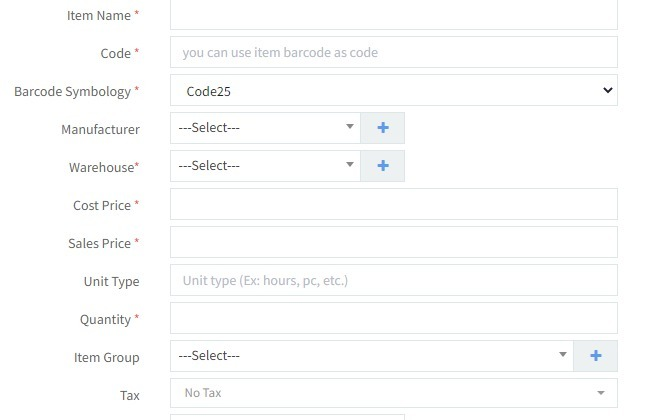 Item Name *
Code * you can use item barcode as code
Barcode Symbology * Code25
Manufacturer ---Select--- +
Warehouse* ---Select--- +
Cost Price *
Sales Price *
Unit Type Unit type (Ex: hours, pc, etc.)
Quantity *
Item Group ---Select--- +
Tax No Tax